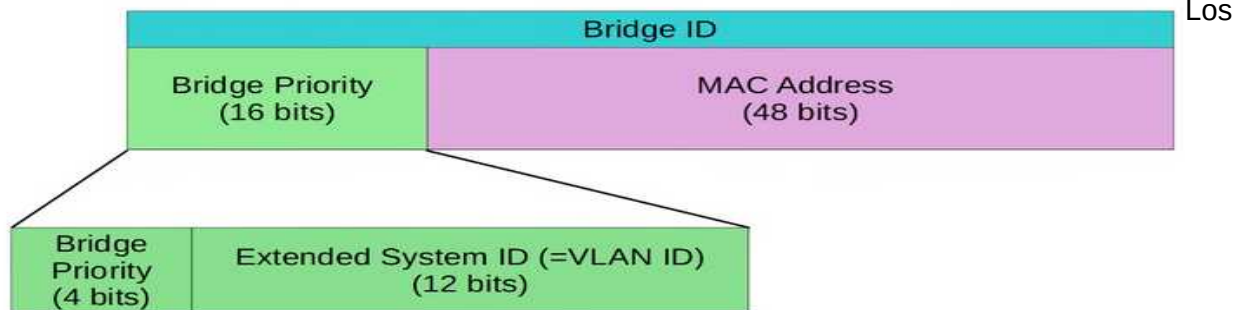 Los
Bridge ID
Bridge Priority
(16 bits)
MAC Address
(48 bits)
Bridge
Priority
(4 bits)
Extended System ID (=VLAN ID)
(12 bits)